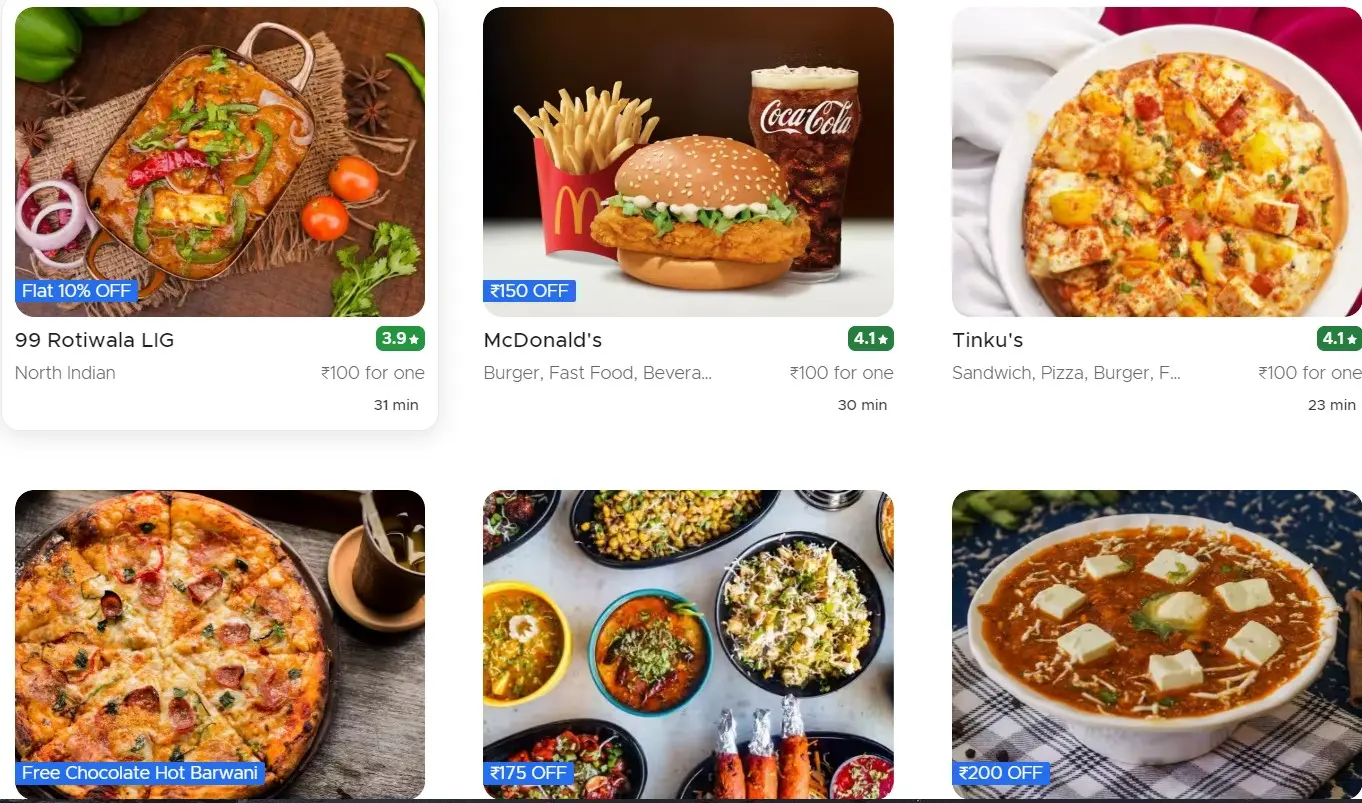 Coca-Cola
M
Flat 10% OFF
₹150 OFF
99 Rotiwala LIG
3.9★
McDonald's
4.1★
Tinku's
4.1★
North Indian
₹100 for one
Burger, Fast Food, Bevera...
₹100 for one
Sandwich, Pizza, Burger, F...
₹100 for one
31 min
30 min
23 min
Free Chocolate Hot Barwani
₹175 OFF
₹200 OFF